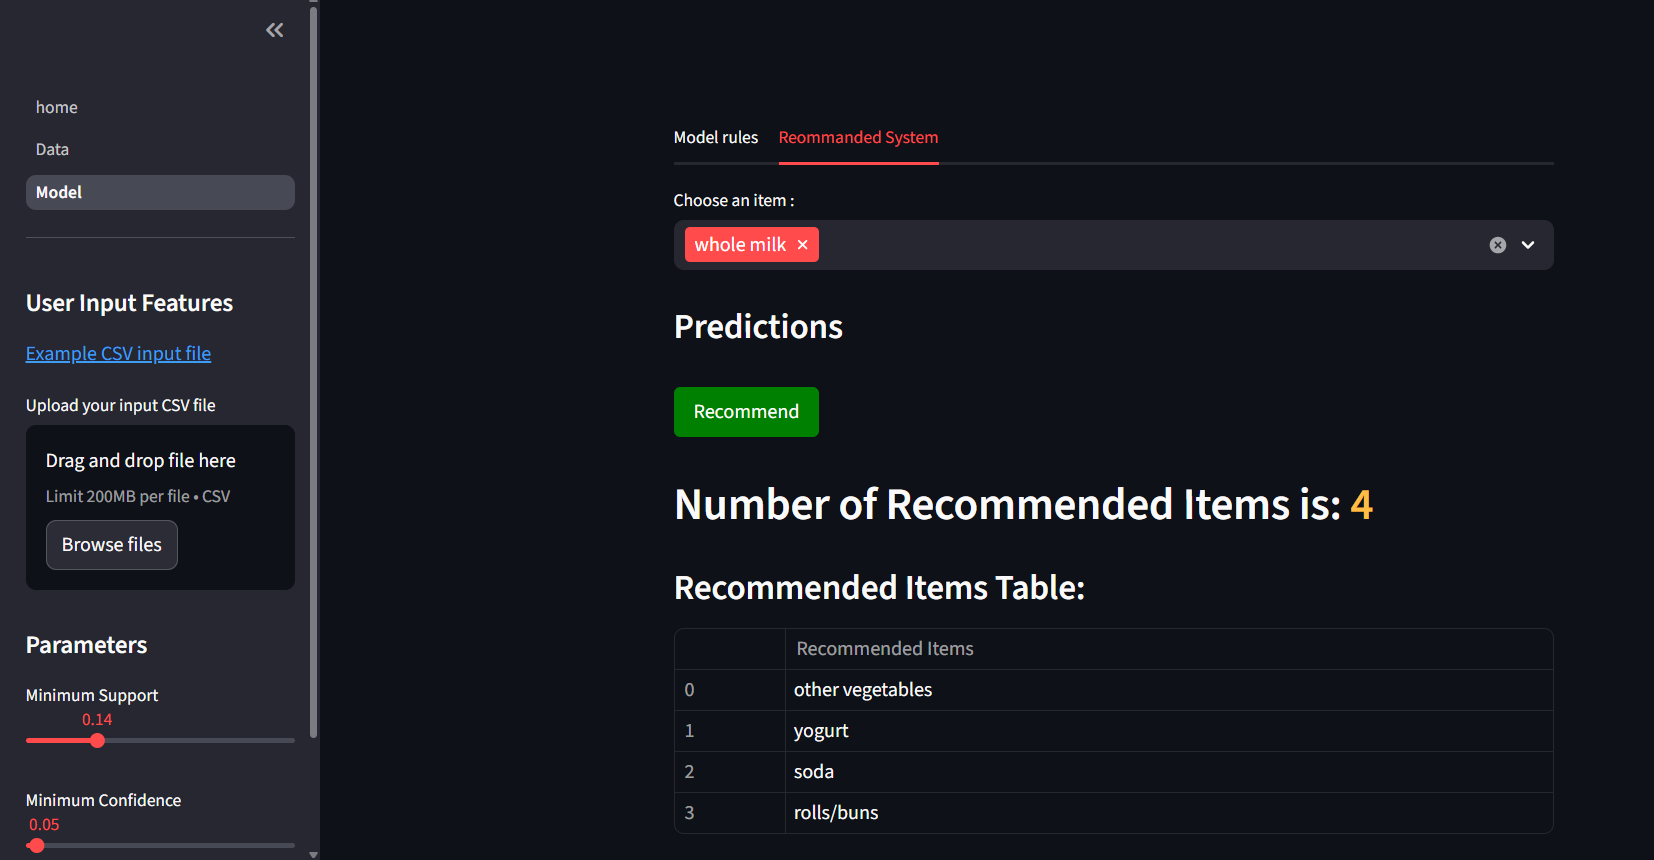 home
Data
Model
User Input Features
Example CSV input file
Upload your input CSV file
Drag and drop file here
Limit 200MB per file • CSV
Browse files
Parameters
Minimum Support
0.14
Minimum Confidence
0.05
Model rules Reommanded System
Choose an item :
whole milk
Predictions
Recommend
Number of Recommended Items is: 4
Recommended Items Table:
Recommended Items
0 other vegetables
1 yogurt
2 soda
3 rolls/buns